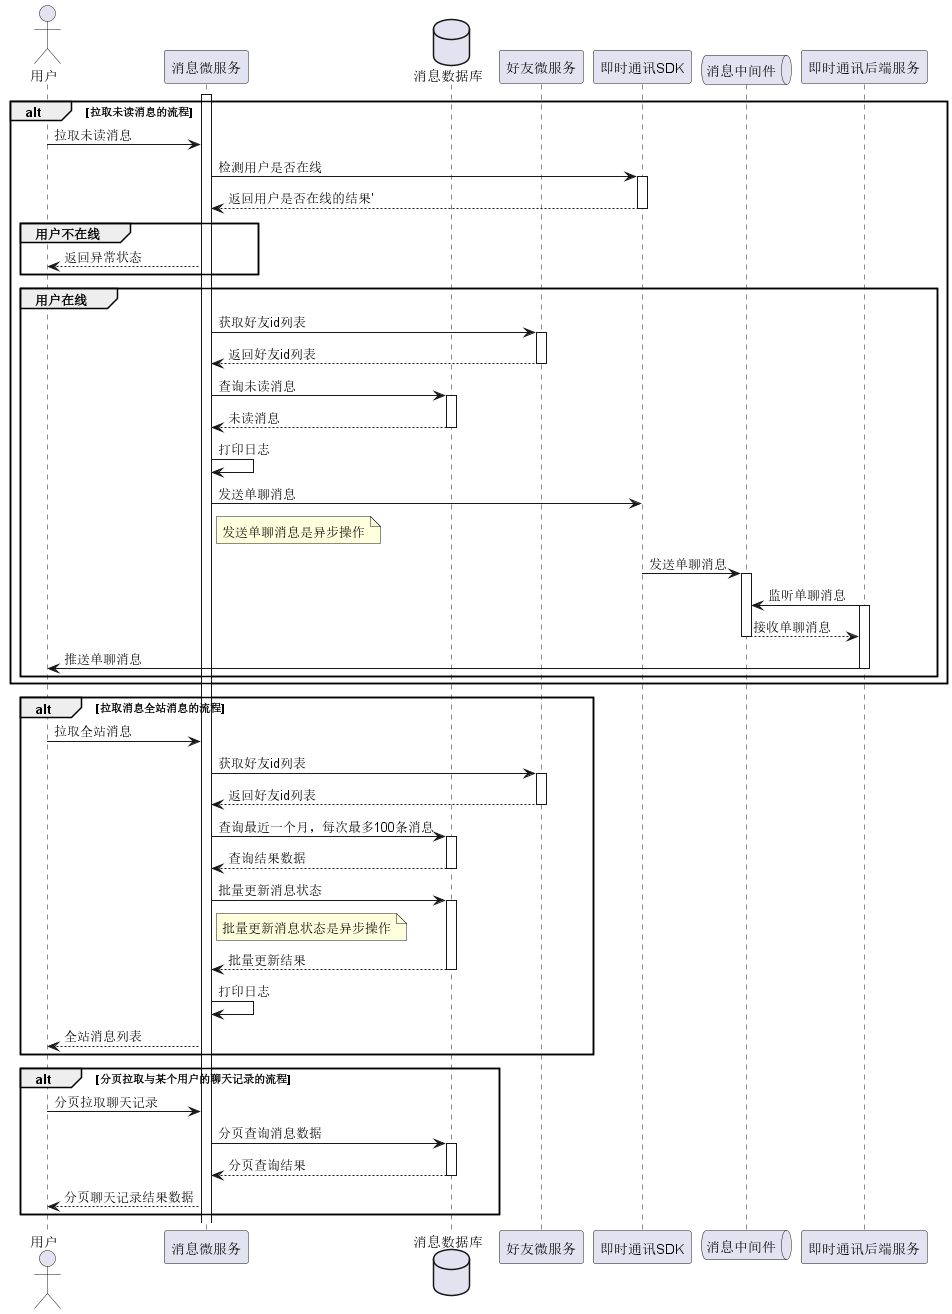 用户
消息微服务
消息数据库
好友微服务
即时通讯SDK
消息中间件
即时通讯后端服务
alt
[拉取未读消息的流程]
拉取未读消息
检测用户是否在线
返回用户是否在线的结果'
用户不在线
返回异常状态
用户在线
获取好友id列表
返回好友id列表
查询未读消息
未读消息
打印日志
发送单聊消息
发送单聊消息是异步操作
发送单聊消息
监听单聊消息
接收单聊消息
推送单聊消息
alt
[拉取消息全站消息的流程]
拉取全站消息
获取好友id列表
返回好友id列表
查询最近一个月，每次最多100条消息
查询结果数据
批量更新消息状态
批量更新消息状态是异步操作
批量更新结果
打印日志
全站消息列表
alt
[分页拉取与某个用户的聊天记录的流程]
分页拉取聊天记录
分页查询消息数据
分页查询结果
分页聊天记录结果数据
用户
消息微服务
消息数据库
好友微服务
即时通讯SDK
消息中间件
即时通讯后端服务